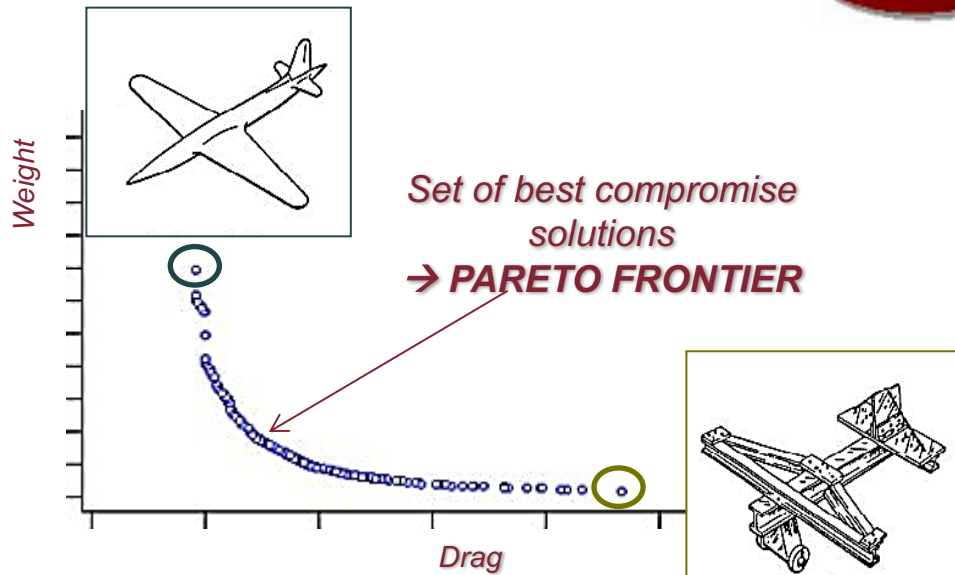 Weight
Set of best compromise
solutions
→ PARETO FRONTIER
Drag